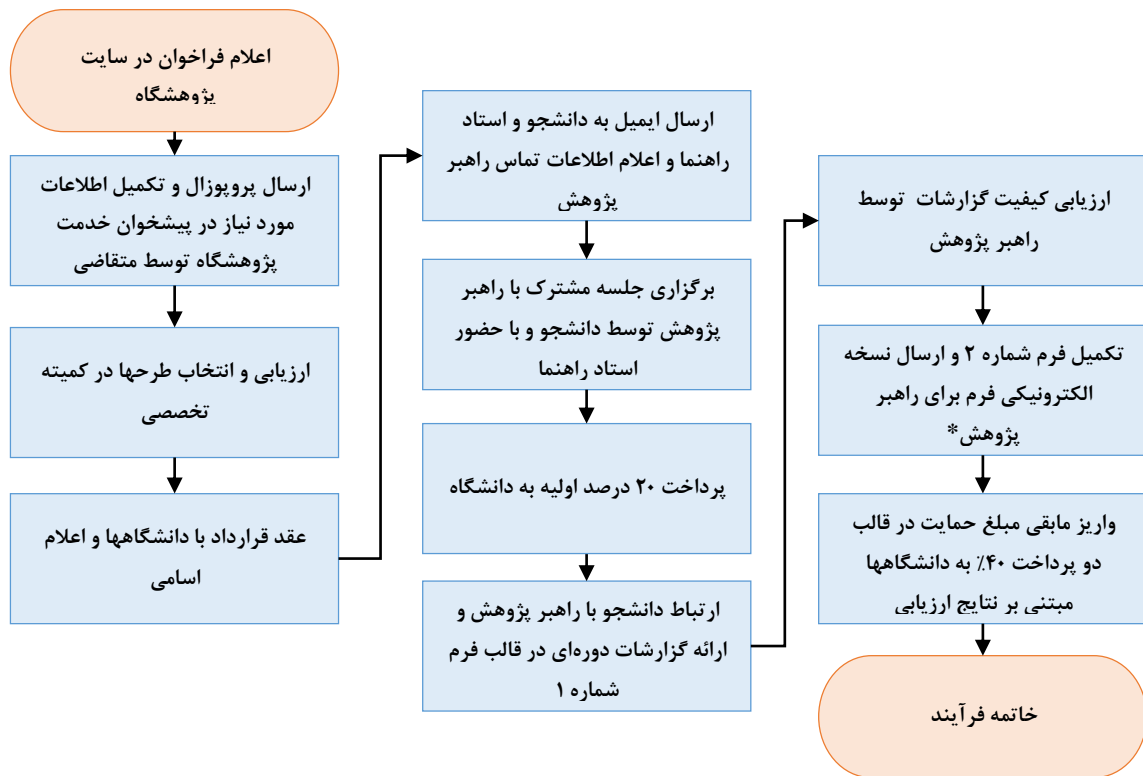 اعلام فراخوان در سایت
پژوهشگاه
ارسال پروپوزال و تکمیل اطلاعات
مورد نیاز در پیشخوان خدمت
پژوهشگاه توسط متقاضی
ارزیابی و انتخاب طرحها در کمیته
تخصصی
عقد قرارداد با دانشگاهها و اعلام
اسامی
ارسال ایمیل به دانشجو و استاد
راهنما و اعلام اطلاعات تماس راهبر
پژوهش
برگزاری جلسه مشترک با راهبر
پژوهش توسط دانشجو و با حضور
استاد راهنما
پرداخت ۲۰ درصد اولیه به دانشگاه
ارتباط دانشجو با راهبر پژوهش و
ارائه گزارشات دوره‌ای در قالب فرم
شماره ۱
ارزیابی کیفیت گزارشات توسط
راهبر پژوهش
تکمیل فرم شماره ۲ و ارسال نسخه
الکترونیکی فرم برای راهبر
پژوهش*
واریز مابقی مبلغ حمایت در قالب
دو پرداخت ۴۰٪ به دانشگاهها
مبتنی بر نتایج ارزیابی
خاتمه فرآیند